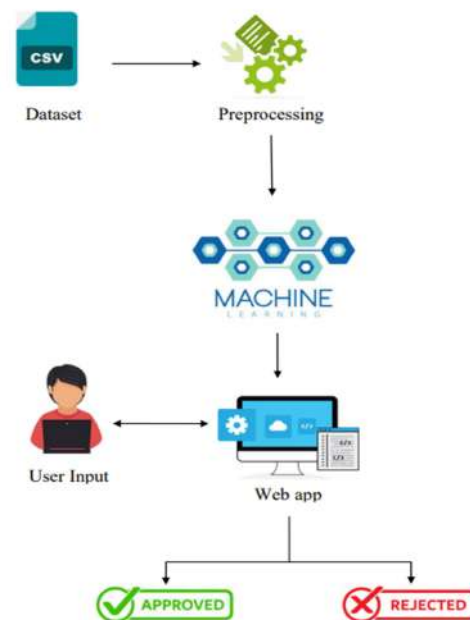 CSV
Dataset
Preprocessing
MACHINE
LEARNING
</>
</>
</>
User Input
Web app
APPROVED
REJECTED